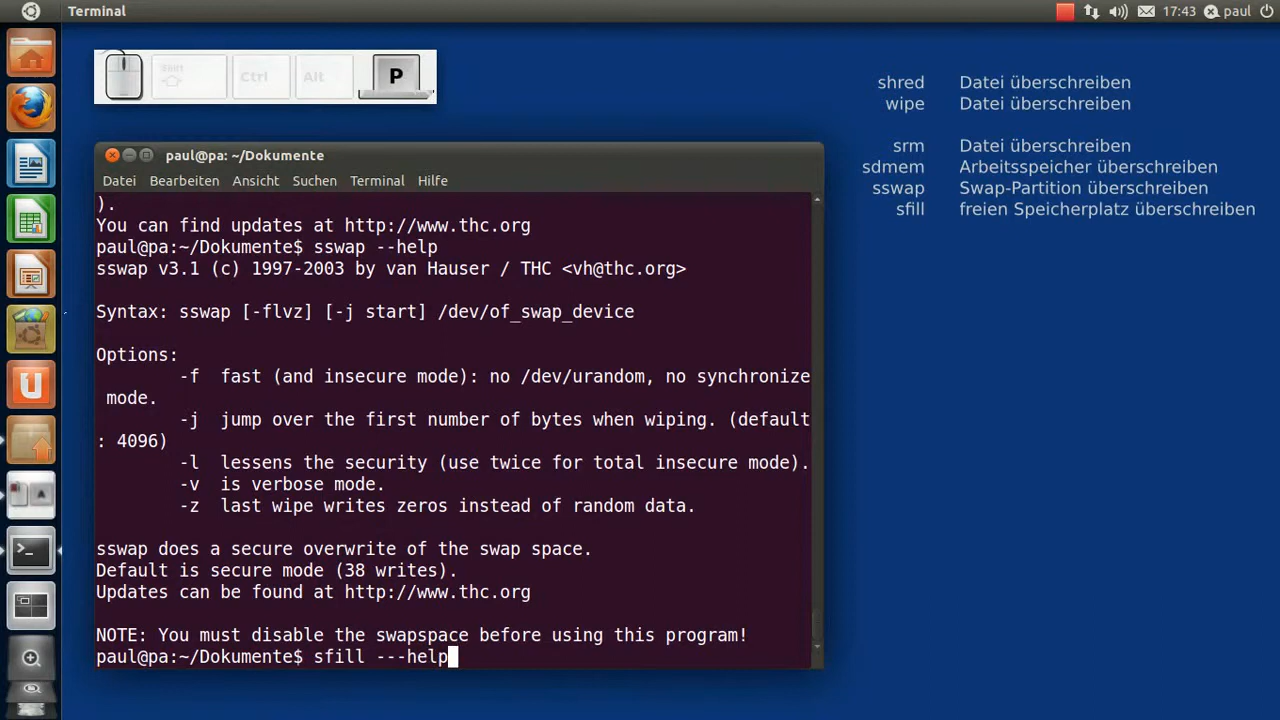 Terminal
17:43
paul
Shift
Ctrl
Alt
P
shred Datei überschreiben
wipe Datei überschreiben
srm Datei überschreiben
sdmem Arbeitsspeicher überschreiben
sswap Swap-Partition überschreiben
sfill freien Speicherplatz überschreiben
paul@pa: ~/Dokumente
Datei Bearbeiten Ansicht Suchen Terminal Hilfe
).
You can find updates at http://www.thc.org
paul@pa:~/Dokumente$ sswap --help
sswap v3.1 (c) 1997-2003 by van Hauser / THC <vh@thc.org>
Syntax: sswap [-flvz] [-j start] /dev/of_swap_device
Options:
-f fast (and insecure mode): no /dev/urandom, no synchronize
mode.
-j jump over the first number of bytes when wiping. (default
: 4096)
-l lessens the security (use twice for total insecure mode).
-v is verbose mode.
-z last wipe writes zeros instead of random data.
sswap does a secure overwrite of the swap space.
Default is secure mode (38 writes).
Updates can be found at http://www.thc.org
NOTE: You must disable the swapspace before using this program!
paul@pa:~/Dokumente$ sfill ---help